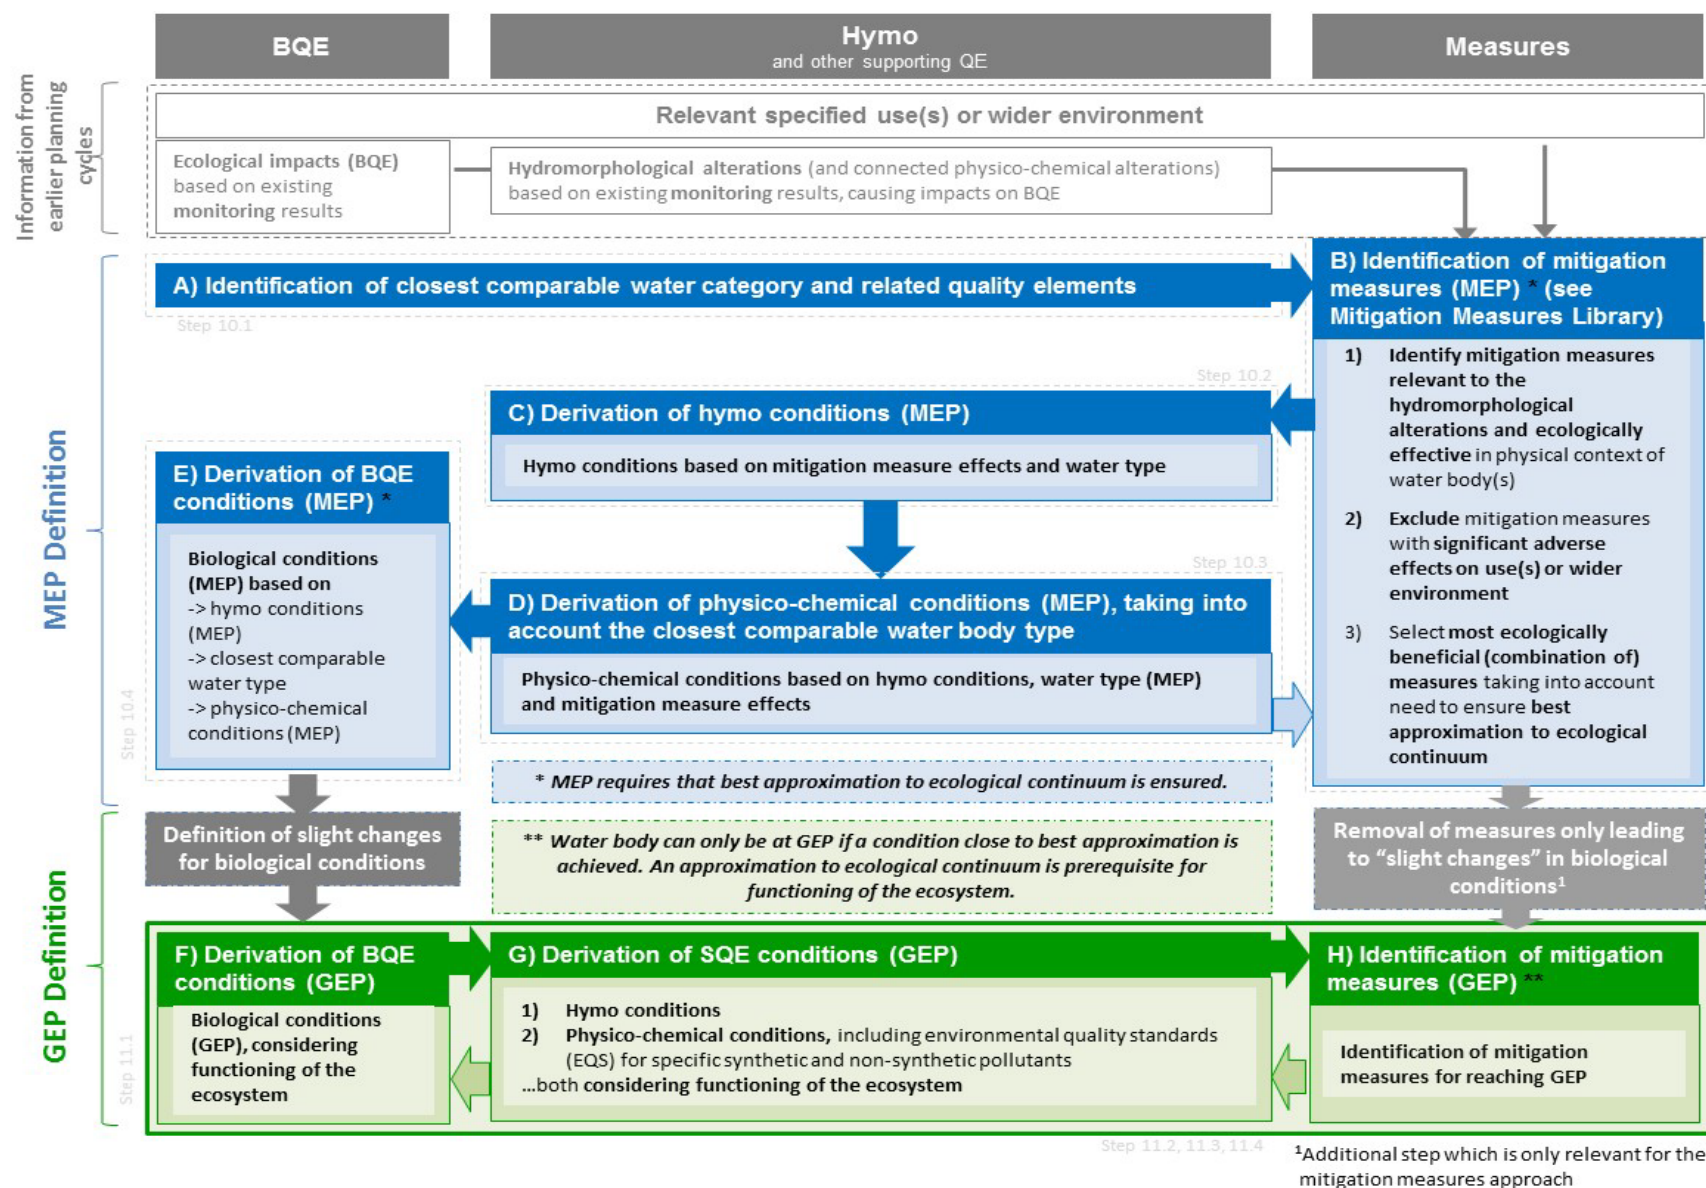 BQE
Hymo
and other supporting QE
Measures
Information from
earlier planning
cycles
Relevant specified use(s) or wider environment
Ecological impacts (BQE)
based on existing
monitoring results
Hydromorphological alterations (and connected physico-chemical alterations)
based on existing monitoring results, causing impacts on BQE
MEP Definition
A) Identification of closest comparable water category and related quality elements
Step 10.1
B) Identification of mitigation
measures (MEP) * (see
Mitigation Measures Library)
1) Identify mitigation measures
relevant to the
hydromorphological
alterations and ecologically
effective in physical context of
water body(s)
2) Exclude mitigation measures
with significant adverse
effects on use(s) or wider
environment
3) Select most ecologically
beneficial (combination of)
measures taking into account
need to ensure best
approximation to ecological
continuum
Step 10.2
C) Derivation of hymo conditions (MEP)
Hymo conditions based on mitigation measure effects and water type
Step 10.3
D) Derivation of physico-chemical conditions (MEP), taking into
account the closest comparable water body type
Physico-chemical conditions based on hymo conditions, water type (MEP)
and mitigation measure effects
E) Derivation of BQE
conditions (MEP) *
Biological conditions
(MEP) based on
-> hymo conditions
(MEP)
-> closest comparable
water type
-> physico-chemical
conditions (MEP)
Step 10.4
* MEP requires that best approximation to ecological continuum is ensured.
GEP Definition
Definition of slight changes
for biological conditions
** Water body can only be at GEP if a condition close to best approximation is
achieved. An approximation to ecological continuum is prerequisite for
functioning of the ecosystem.
Removal of measures only leading
to “slight changes” in biological
conditions¹
F) Derivation of BQE
conditions (GEP)
Biological conditions
(GEP), considering
functioning of the
ecosystem
Step 11.1
G) Derivation of SQE conditions (GEP)
1) Hymo conditions
2) Physico-chemical conditions, including environmental quality standards
(EQS) for specific synthetic and non-synthetic pollutants
...both considering functioning of the ecosystem
H) Identification of mitigation
measures (GEP) **
Identification of mitigation
measures for reaching GEP
Step 11.2, 11.3, 11.4
¹Additional step which is only relevant for the
mitigation measures approach